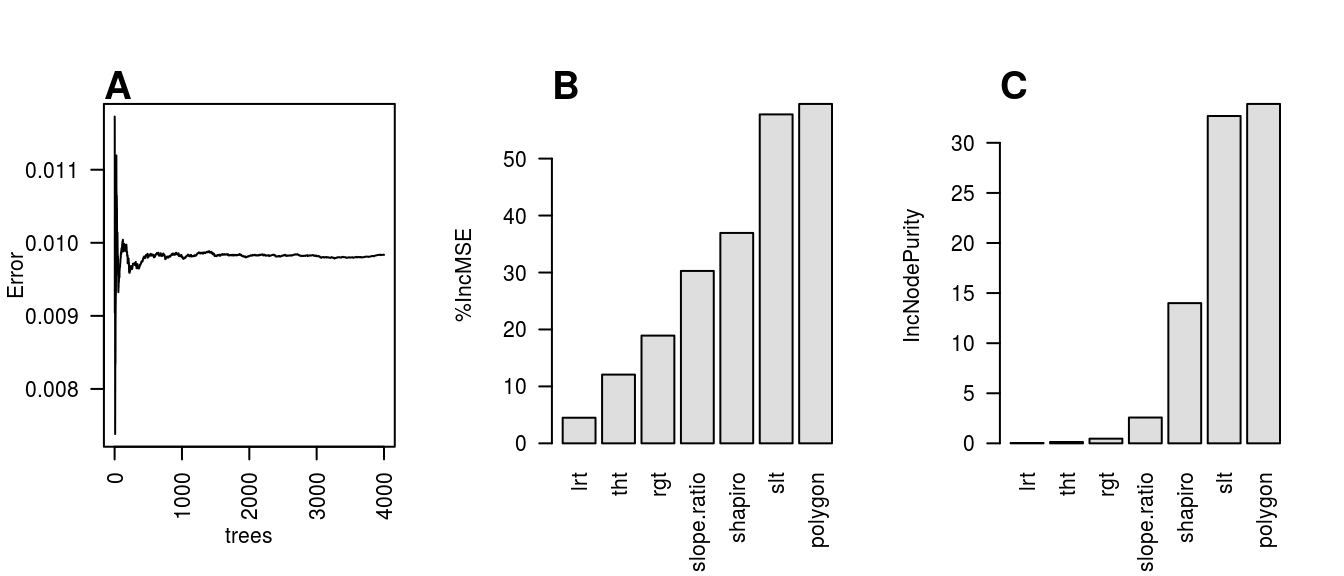 A
Error
0.011
0.010
0.009
0.008
0
1000
2000
3000
4000
trees
B
%IncMSE
50
40
30
20
10
0
lrt
tht
rgt
slope.ratio
shapiro
slt
polygon
C
IncNodePurity
30
25
20
15
10
5
0
lrt
tht
rgt
slope.ratio
shapiro
slt
polygon